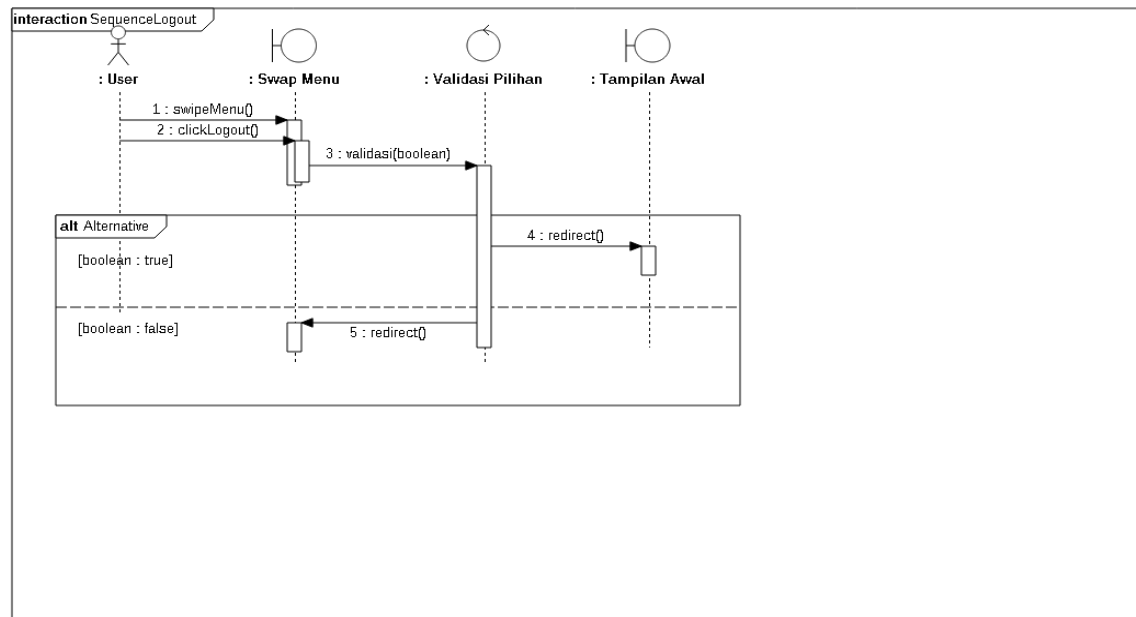 interaction SequenceLogout
: User
: Swap Menu
: Validasi Pilihan
: Tampilan Awal
1 : swipeMenu()
2 : clickLogout()
3 : validasi(boolean)
alt Alternative
4 : redirect()
[boolean : true]
[boolean : false]
5 : redirect()